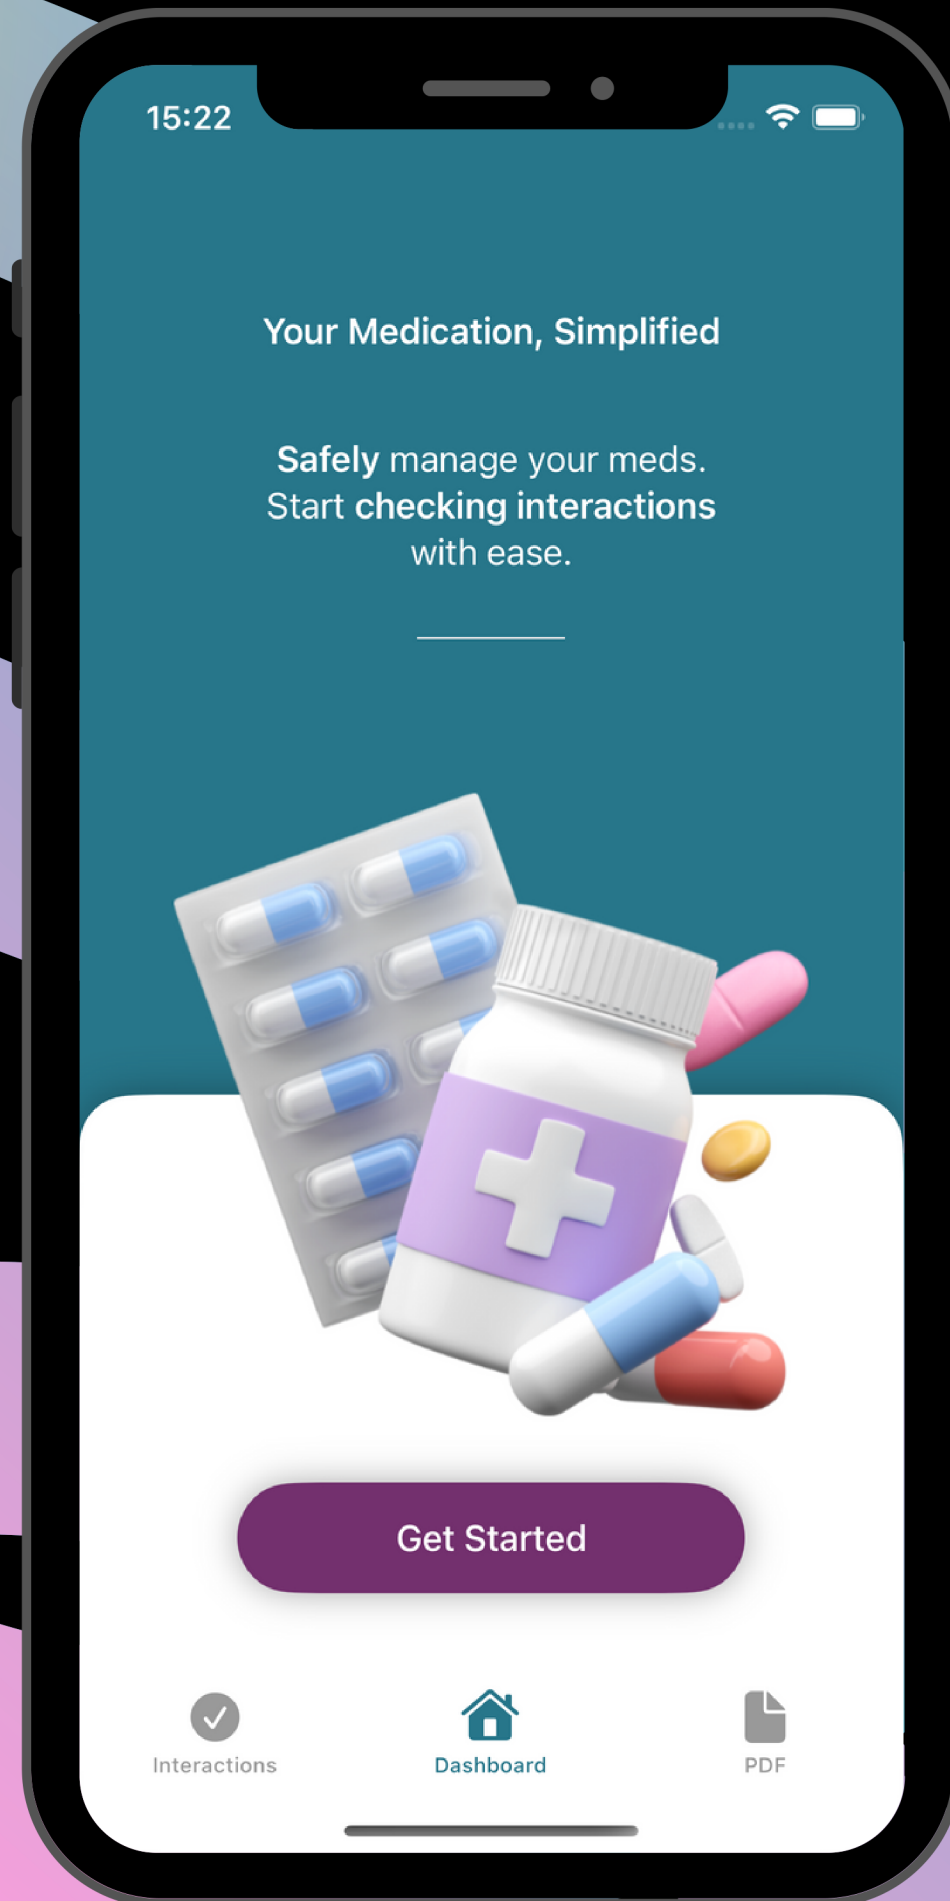 15:22
Your Medication, Simplified
Safely manage your meds.
Start checking interactions
with ease.
Get Started
Interactions
Dashboard
PDF